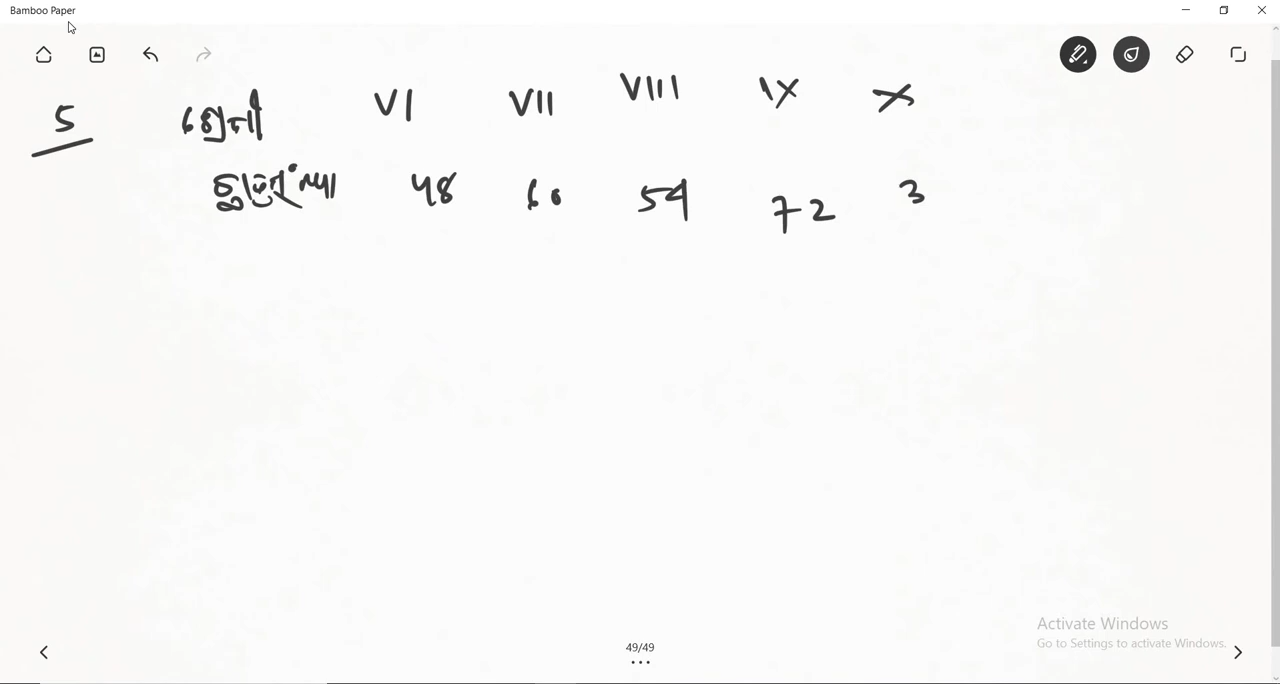 Bamboo Paper
5 ଶ୍ରେଣୀ VI VII VIII IX X
ଛାତ୍ରସଂଖ୍ୟା 48 60 54 72 3
Activate Windows
Go to Settings to activate Windows.
49/49